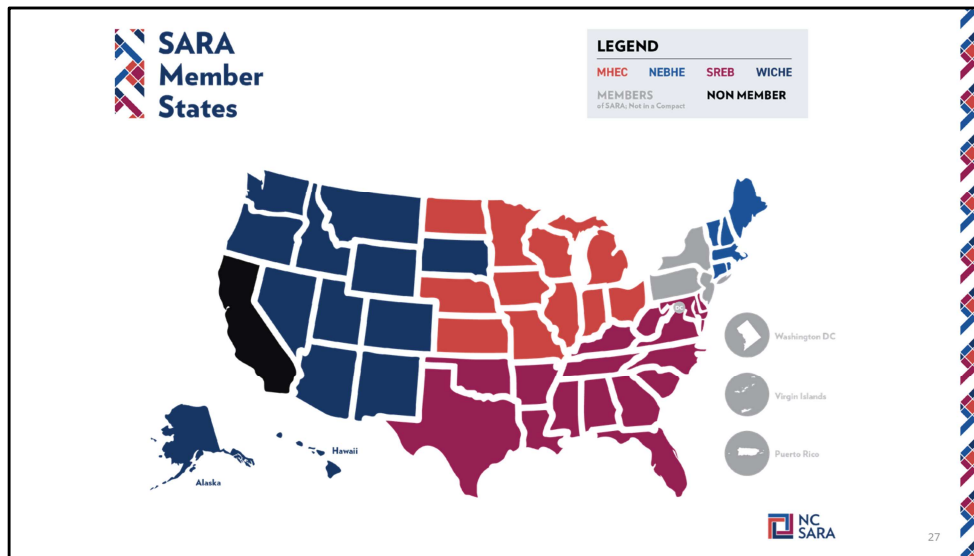 SARA
Member
States
LEGEND
MHEC NEBHE SREB WICHE
MEMBERS NON MEMBER
of SARA; Not in a Compact
DC
Washington DC
Virgin Islands
Hawaii
Puerto Rico
Alaska
NC
SARA
27